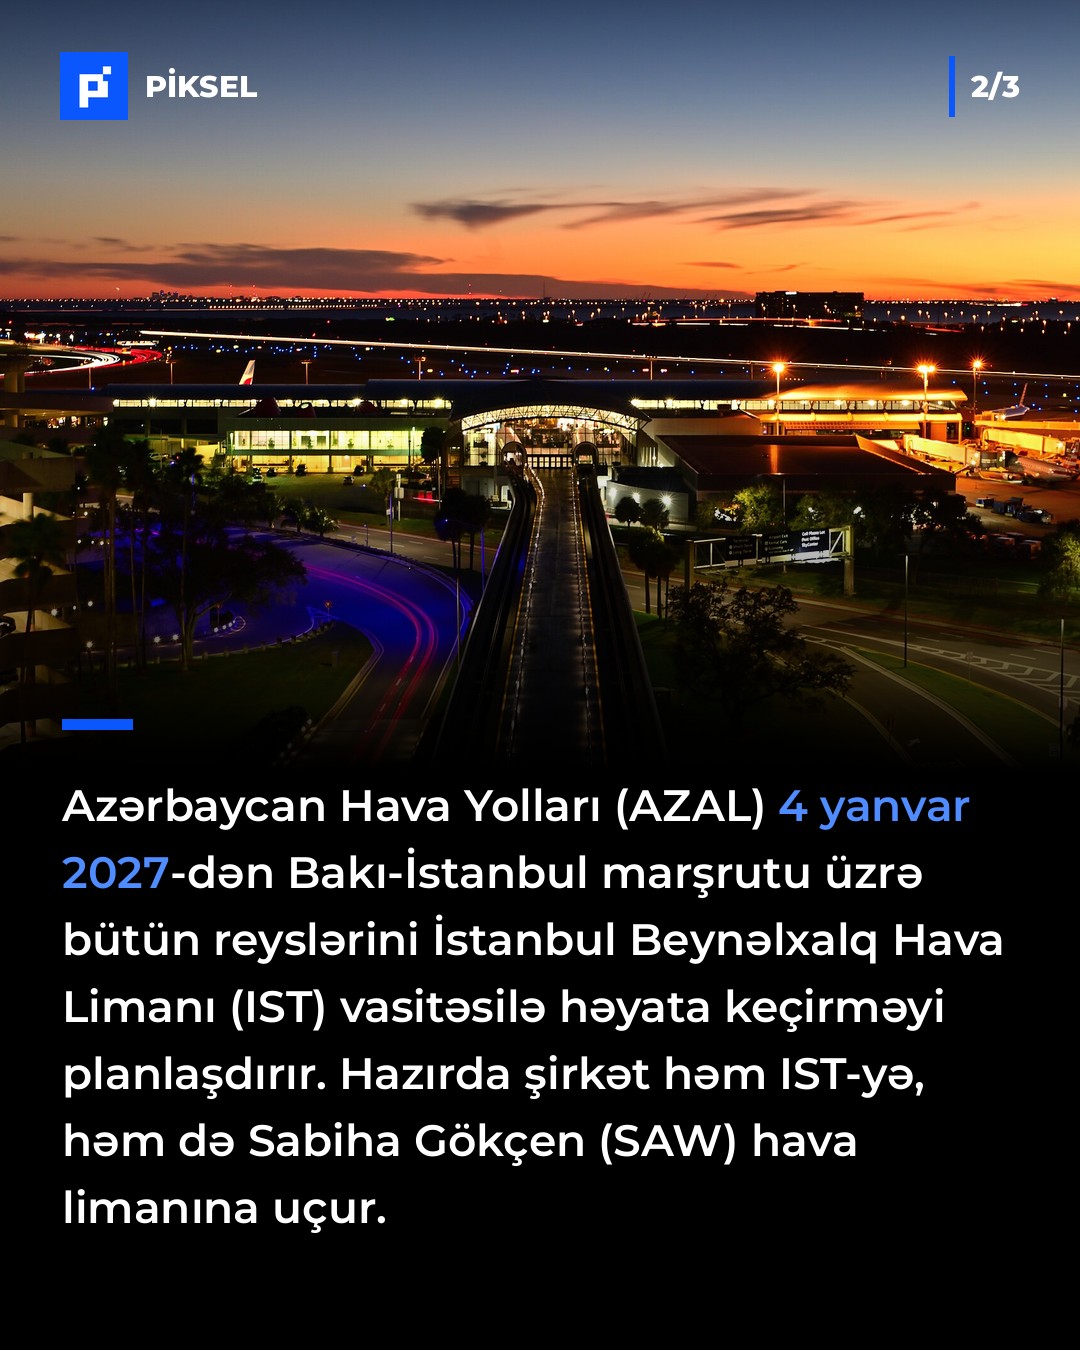 PİKSEL
2/3
Azərbaycan Hava Yolları (AZAL) 4 yanvar
2027-dən Bakı-İstanbul marşrutu üzrə
bütün reyslərini İstanbul Beynəlxalq Hava
Limanı (IST) vasitəsilə həyata keçirməyi
planlaşdırır. Hazırda şirkət həm IST-yə,
həm də Sabiha Gökçen (SAW) hava
limanına uçur.